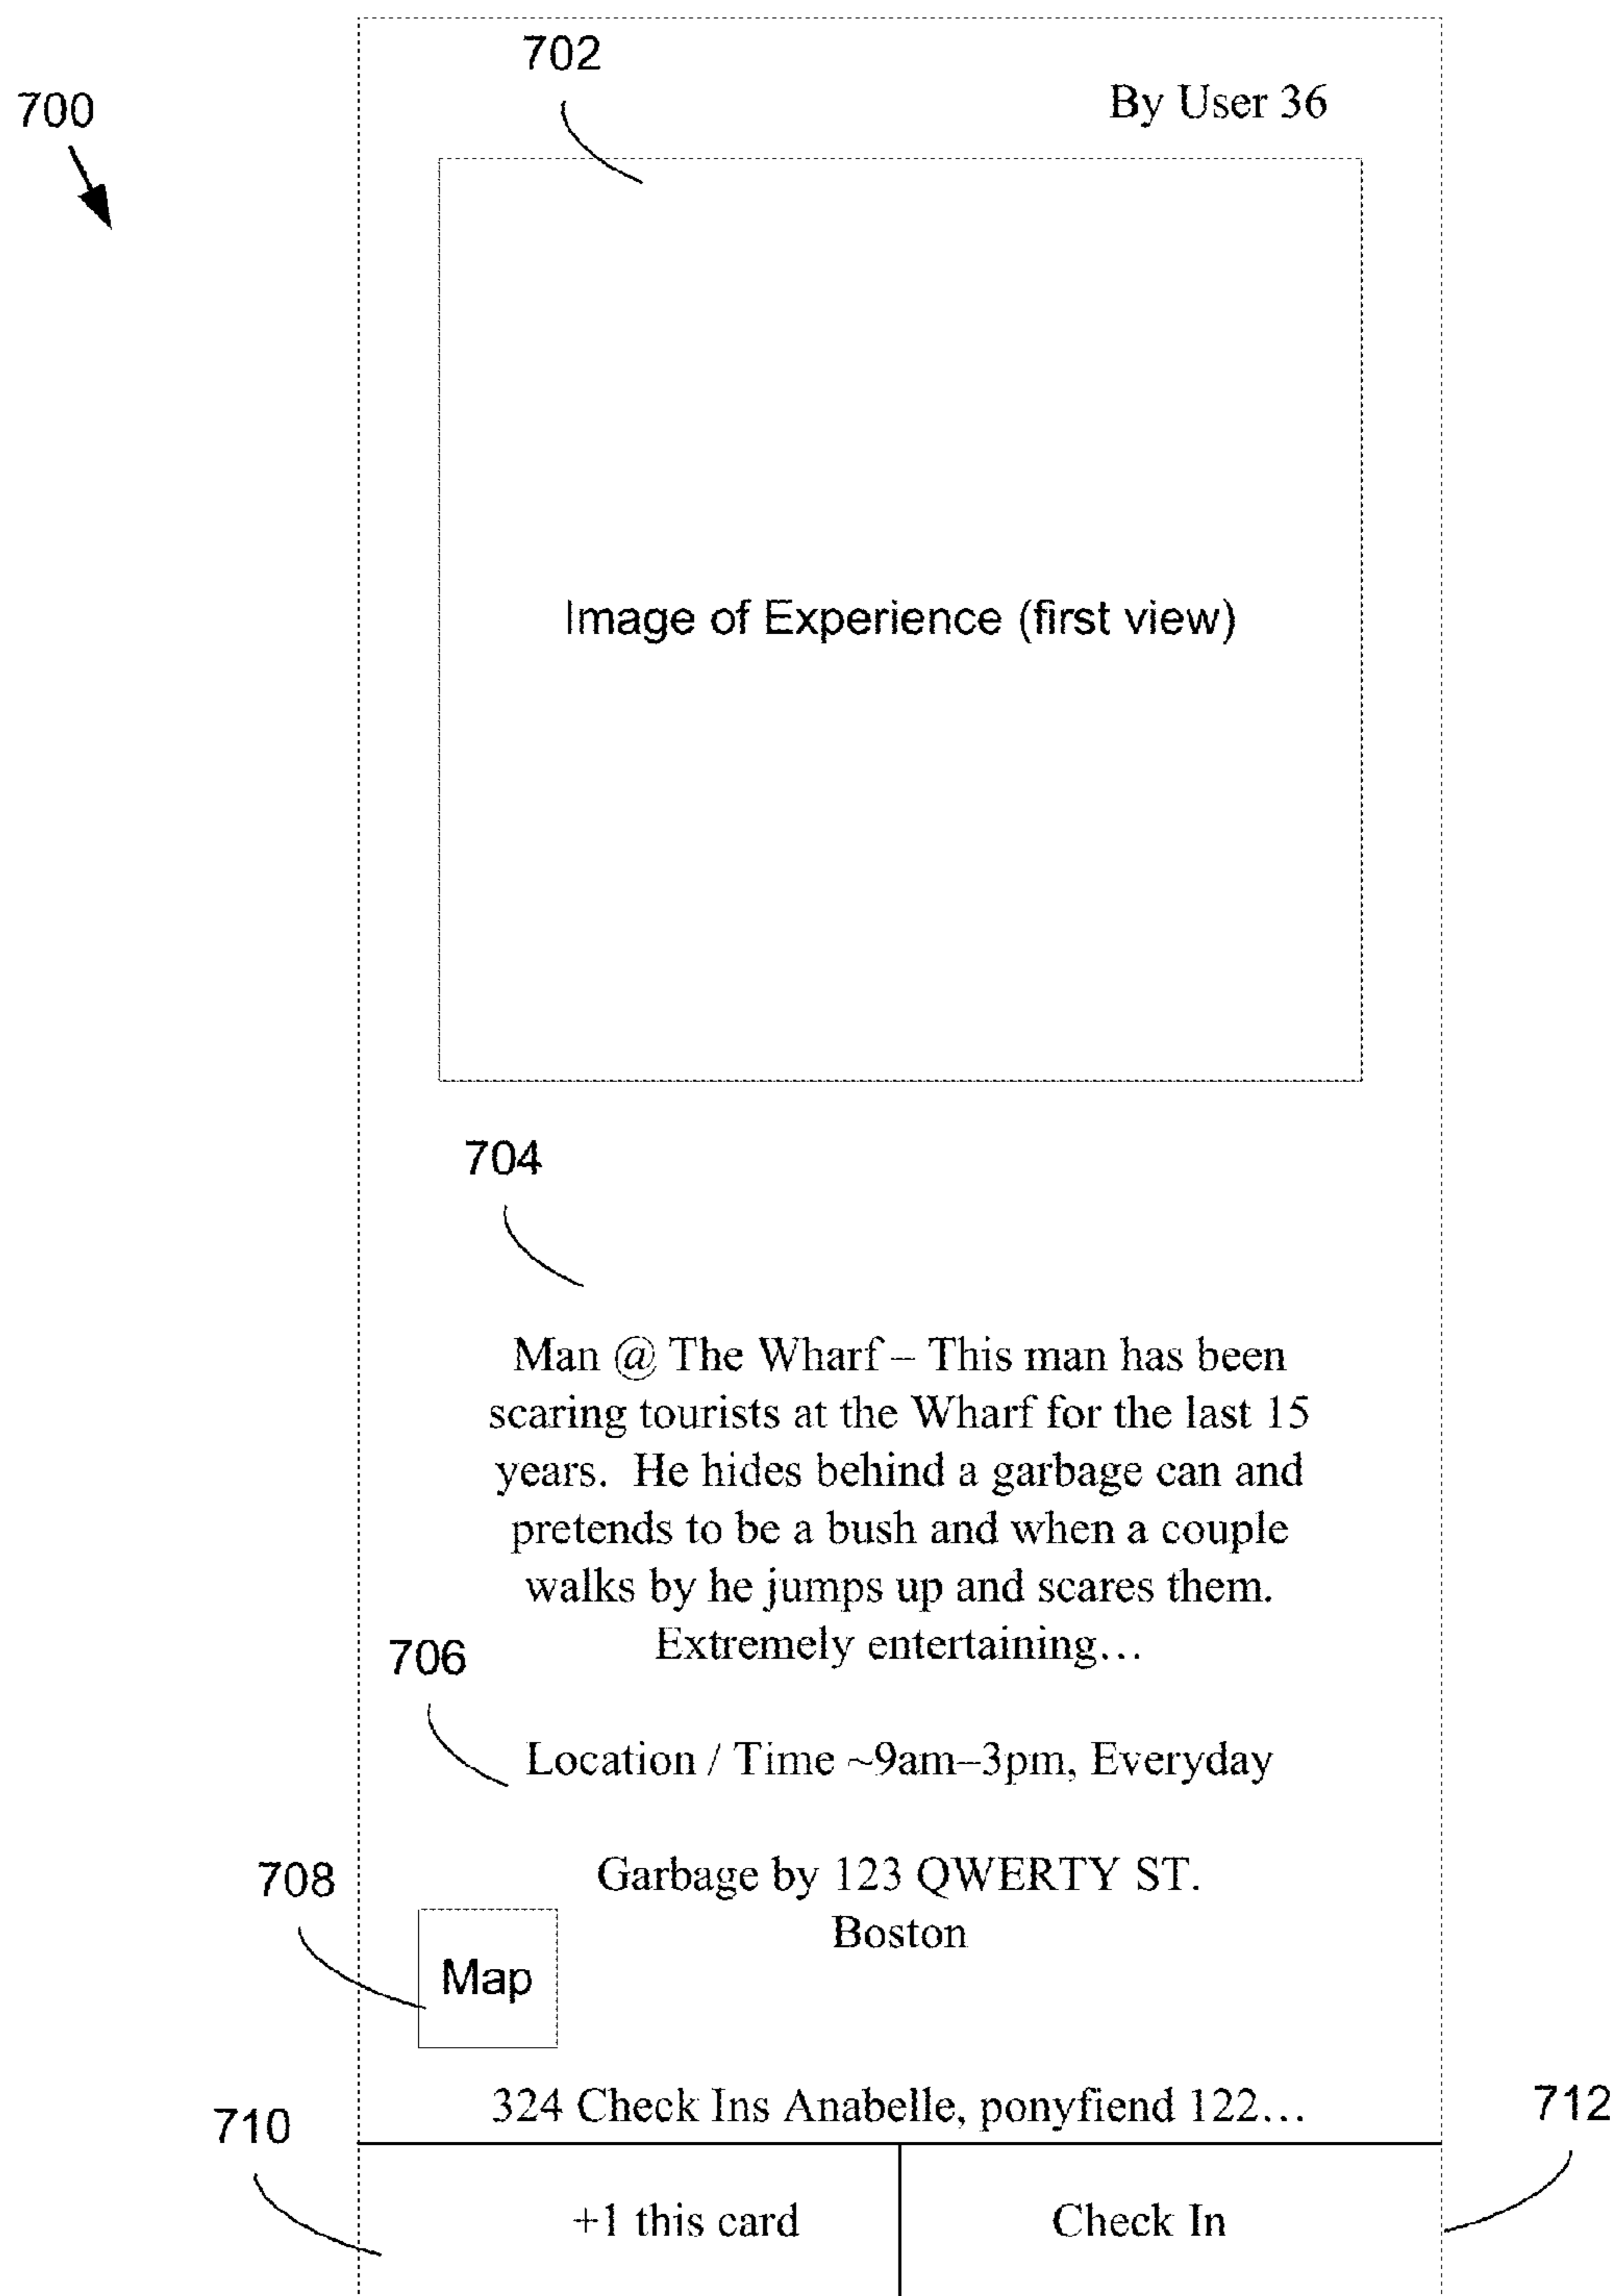 702
By User 36
700
Image of Experience (first view)
704
Man @ The Wharf – This man has been
scaring tourists at the Wharf for the last 15
years.  He hides behind a garbage can and
pretends to be a bush and when a couple
walks by he jumps up and scares them.
Extremely entertaining…
706
Location / Time ~9am–3pm, Everyday
708
Garbage by 123 QWERTY ST.
Boston
Map
324 Check Ins Anabelle, ponyfiend 122…
710
712
+1 this card
Check In